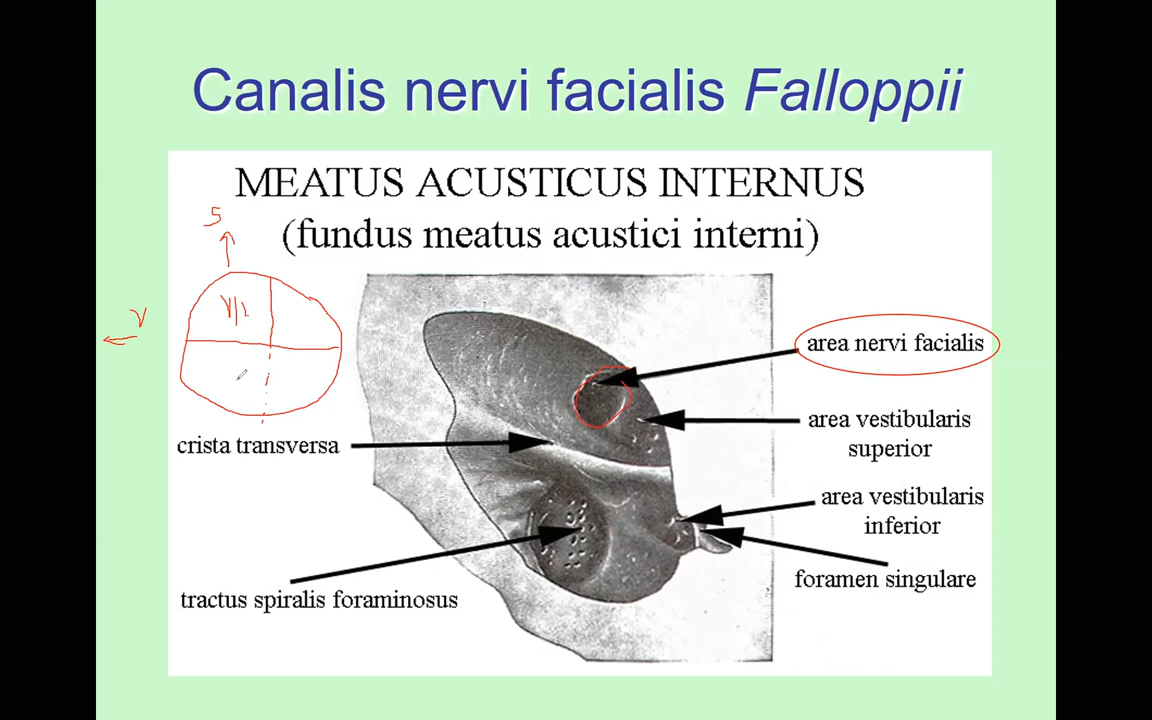 Canalis nervi facialis Falloppii
MEATUS ACUSTICUS INTERNUS
(fundus meatus acustici interni)
S
V
VII
area nervi facialis
area vestibularis
superior
crista transversa
area vestibularis
inferior
foramen singulare
tractus spiralis foraminosus